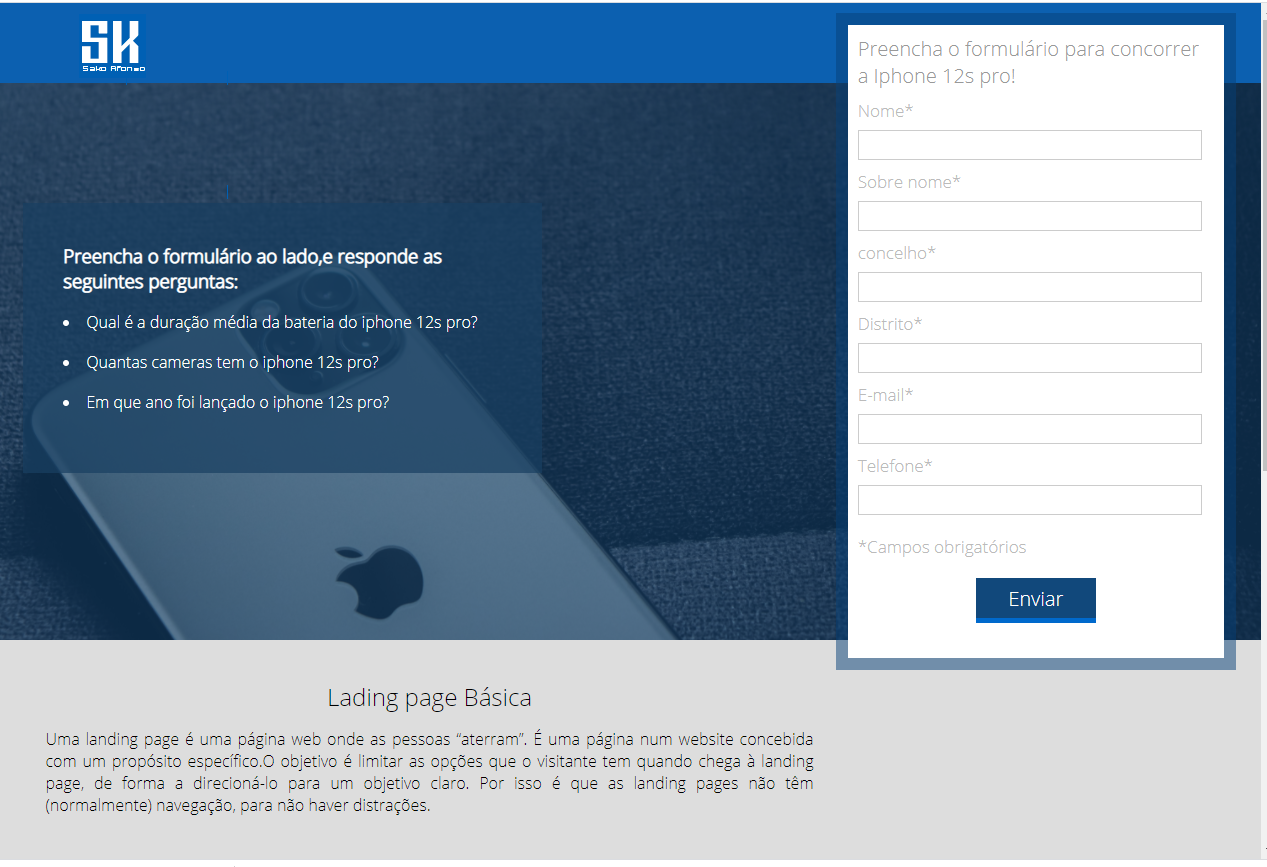 SK
Sako Afonso
Preencha o formulário para concorrer
a Iphone 12s pro!
Nome*
Sobre nome*
concelho*
Distrito*
E-mail*
Telefone*
*Campos obrigatórios
Enviar
Preencha o formulário ao lado,e responde as
seguintes perguntas:
• Qual é a duração média da bateria do iphone 12s pro?
• Quantas cameras tem o iphone 12s pro?
• Em que ano foi lançado o iphone 12s pro?
Lading page Básica
Uma landing page é uma página web onde as pessoas “aterram”. É uma página num website concebida
com um propósito específico.O objetivo é limitar as opções que o visitante tem quando chega à landing
page, de forma a direcioná-lo para um objetivo claro. Por isso é que as landing pages não têm
(normalmente) navegação, para não haver distrações.